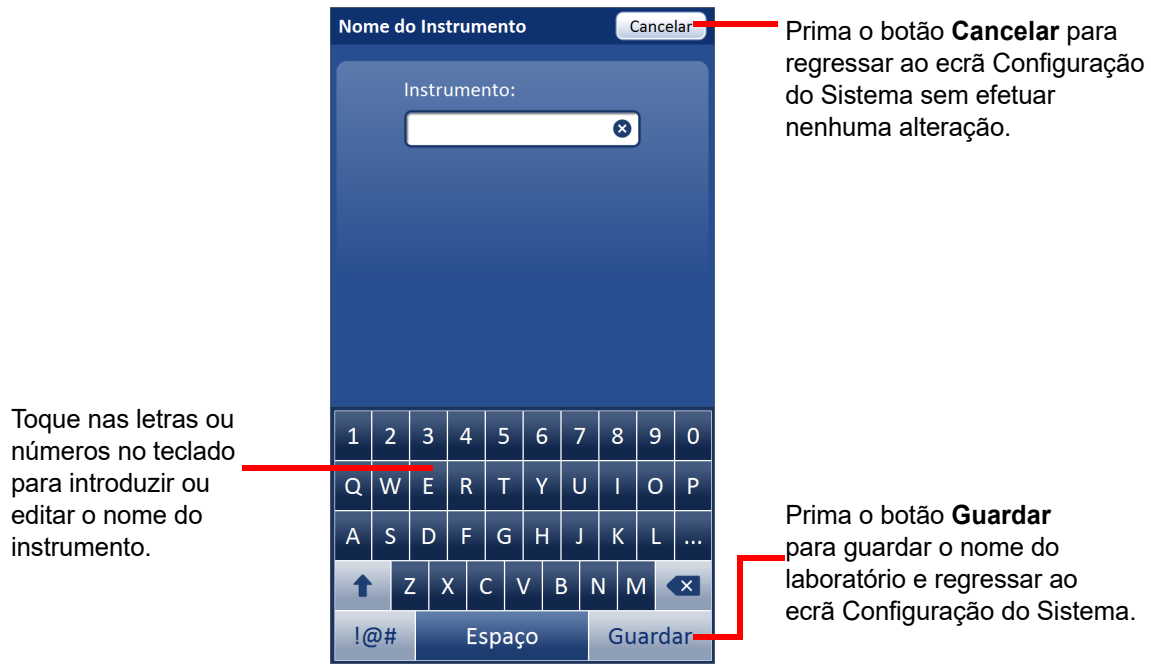 Nome do Instrumento
Cancelar
Prima o botão Cancelar para
regressar ao ecrã Configuração
do Sistema sem efetuar
nenhuma alteração.
Instrumento:
Toque nas letras ou
números no teclado
para introduzir ou
editar o nome do
instrumento.
1 2 3 4 5 6 7 8 9 0
Q W E R T Y U I O P
A S D F G H J K L ...
Z X C V B N M
!@# Espaço Guardar
Prima o botão Guardar
para guardar o nome do
laboratório e regressar ao
ecrã Configuração do Sistema.